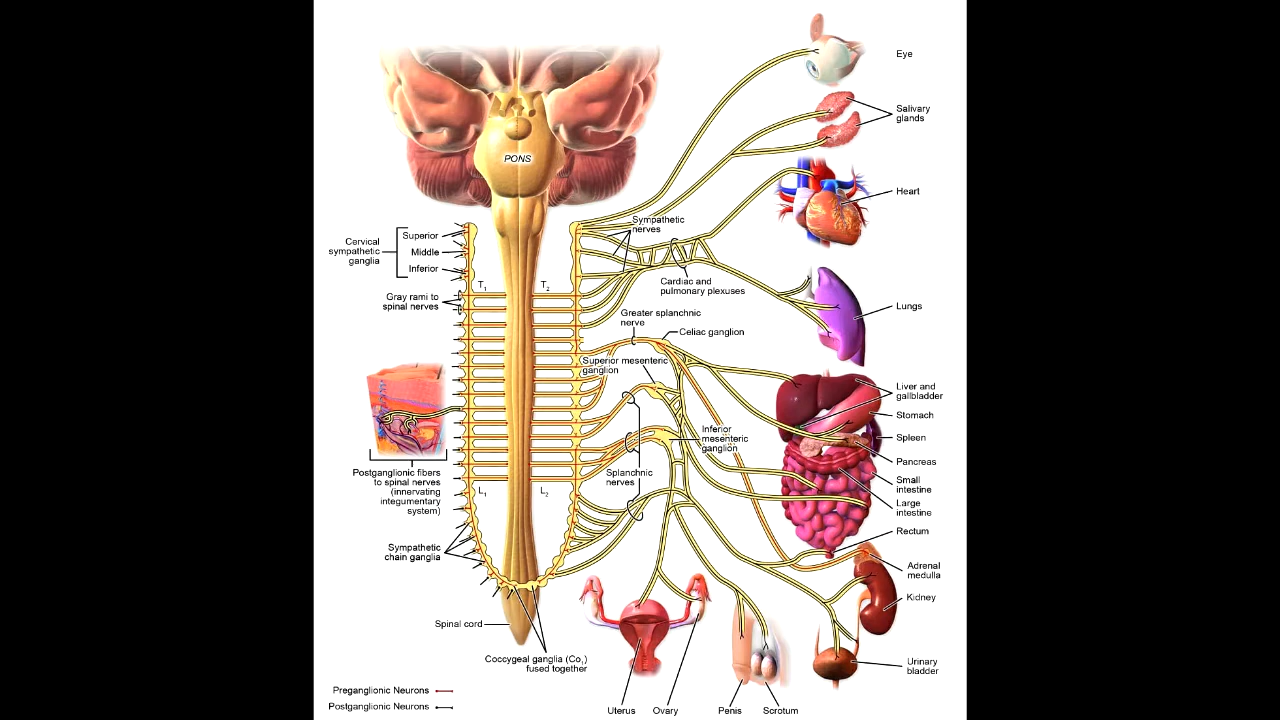 Eye
Salivary
glands
PONS
Heart
Sympathetic
nerves
Cervical
sympathetic
ganglia
Superior
Middle
Inferior
T1
T2
Cardiac and
pulmonary plexuses
Gray rami to
spinal nerves
Lungs
Greater splanchnic
nerve
Celiac ganglion
Superior mesenteric
ganglion
Liver and
gallbladder
Stomach
Inferior
mesenteric
ganglion
Spleen
Pancreas
Splanchnic
nerves
Postganglionic fibers
to spinal nerves
(innervating
integumentary
system)
Small
intestine
L1
L2
Large
intestine
Rectum
Sympathetic
chain ganglia
Adrenal
medulla
Kidney
Spinal cord
Coccygeal ganglia (Co1)
fused together
Urinary
bladder
Preganglionic Neurons
Postganglionic Neurons
Uterus
Ovary
Penis
Scrotum